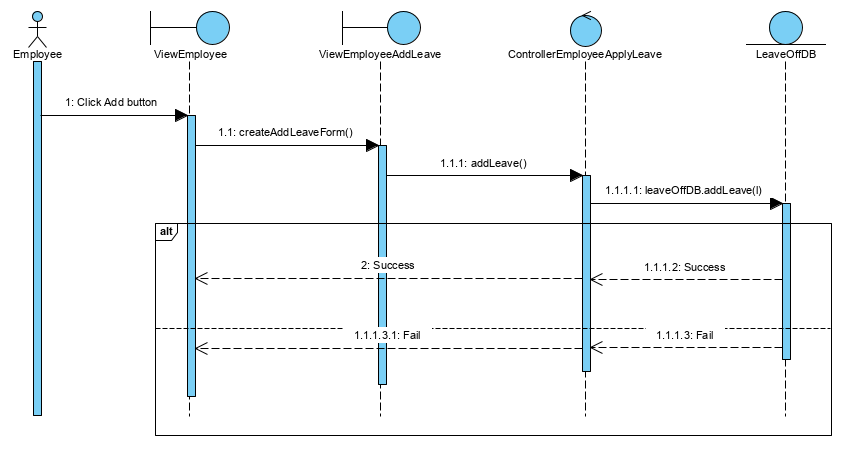 Employee
ViewEmployee
ViewEmployeeAddLeave
ControllerEmployeeApplyLeave
LeaveOffDB
1: Click Add button
1.1: createAddLeaveForm()
1.1.1: addLeave()
1.1.1.1: leaveOffDB.addLeave(l)
alt
2: Success
1.1.1.2: Success
1.1.1.3.1: Fail
1.1.1.3: Fail